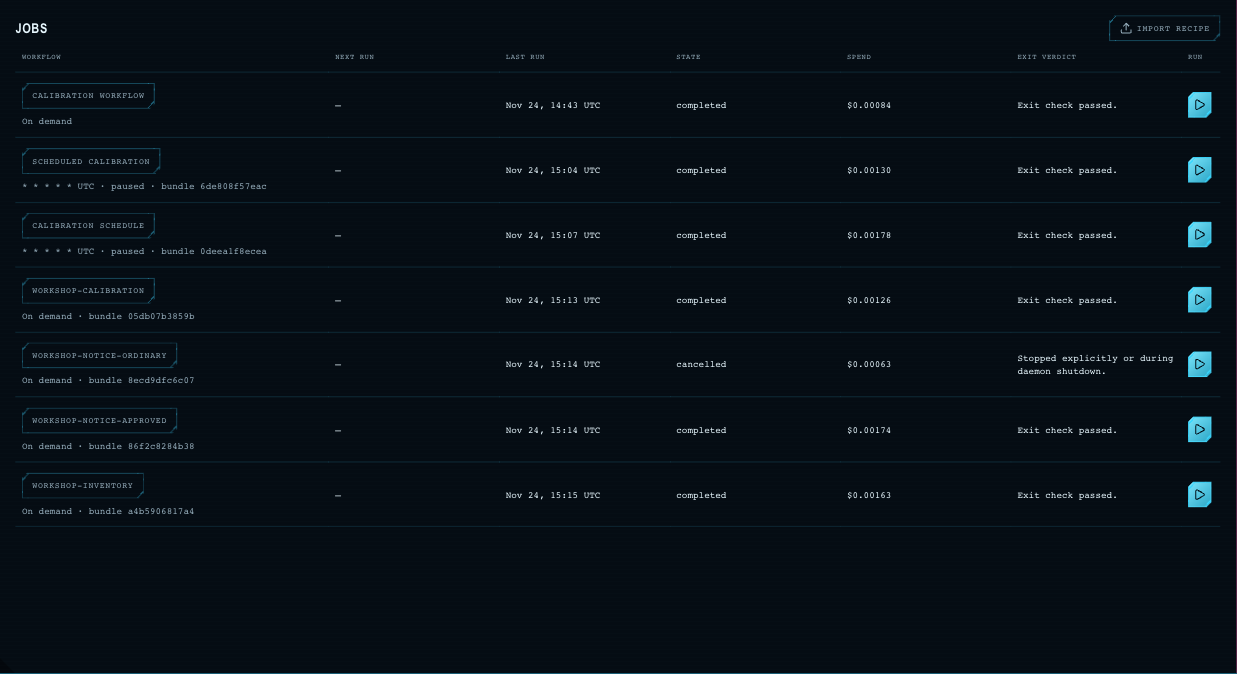 JOBS
IMPORT RECIPE
WORKFLOW NEXT RUN LAST RUN STATE SPEND EXIT VERDICT RUN
CALIBRATION WORKFLOW
On demand
— Nov 24, 14:43 UTC completed $0.00084 Exit check passed.
SCHEDULED CALIBRATION
* * * * * UTC · paused · bundle 6de808f57eac
— Nov 24, 15:04 UTC completed $0.00130 Exit check passed.
CALIBRATION SCHEDULE
* * * * * UTC · paused · bundle 0deea1f8ecea
— Nov 24, 15:07 UTC completed $0.00178 Exit check passed.
WORKSHOP-CALIBRATION
On demand · bundle 05db07b3859b
— Nov 24, 15:13 UTC completed $0.00126 Exit check passed.
WORKSHOP-NOTICE-ORDINARY
On demand · bundle 8ecd9dfc6c07
— Nov 24, 15:14 UTC cancelled $0.00063 Stopped explicitly or during
daemon shutdown.
WORKSHOP-NOTICE-APPROVED
On demand · bundle 86f2c8284b38
— Nov 24, 15:14 UTC completed $0.00174 Exit check passed.
WORKSHOP-INVENTORY
On demand · bundle a4b5906817a4
— Nov 24, 15:15 UTC completed $0.00163 Exit check passed.